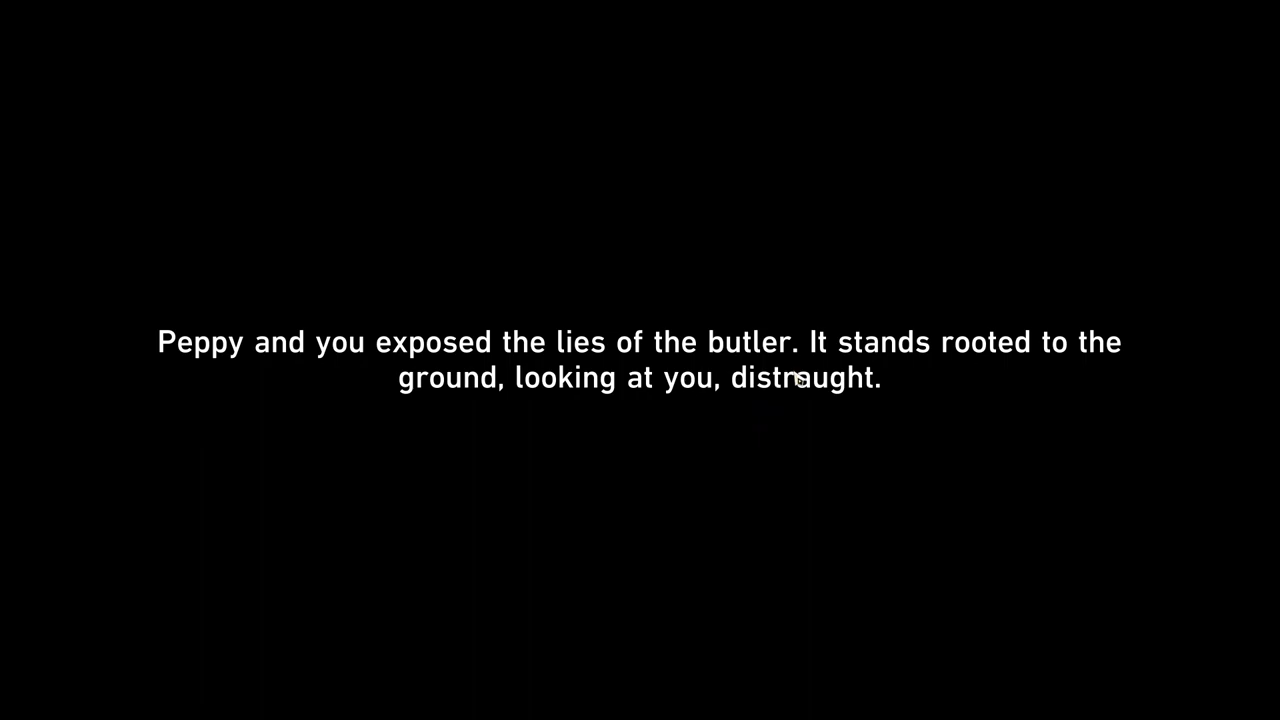 Peppy and you exposed the lies of the butler. It stands rooted to the
ground, looking at you, distraught.